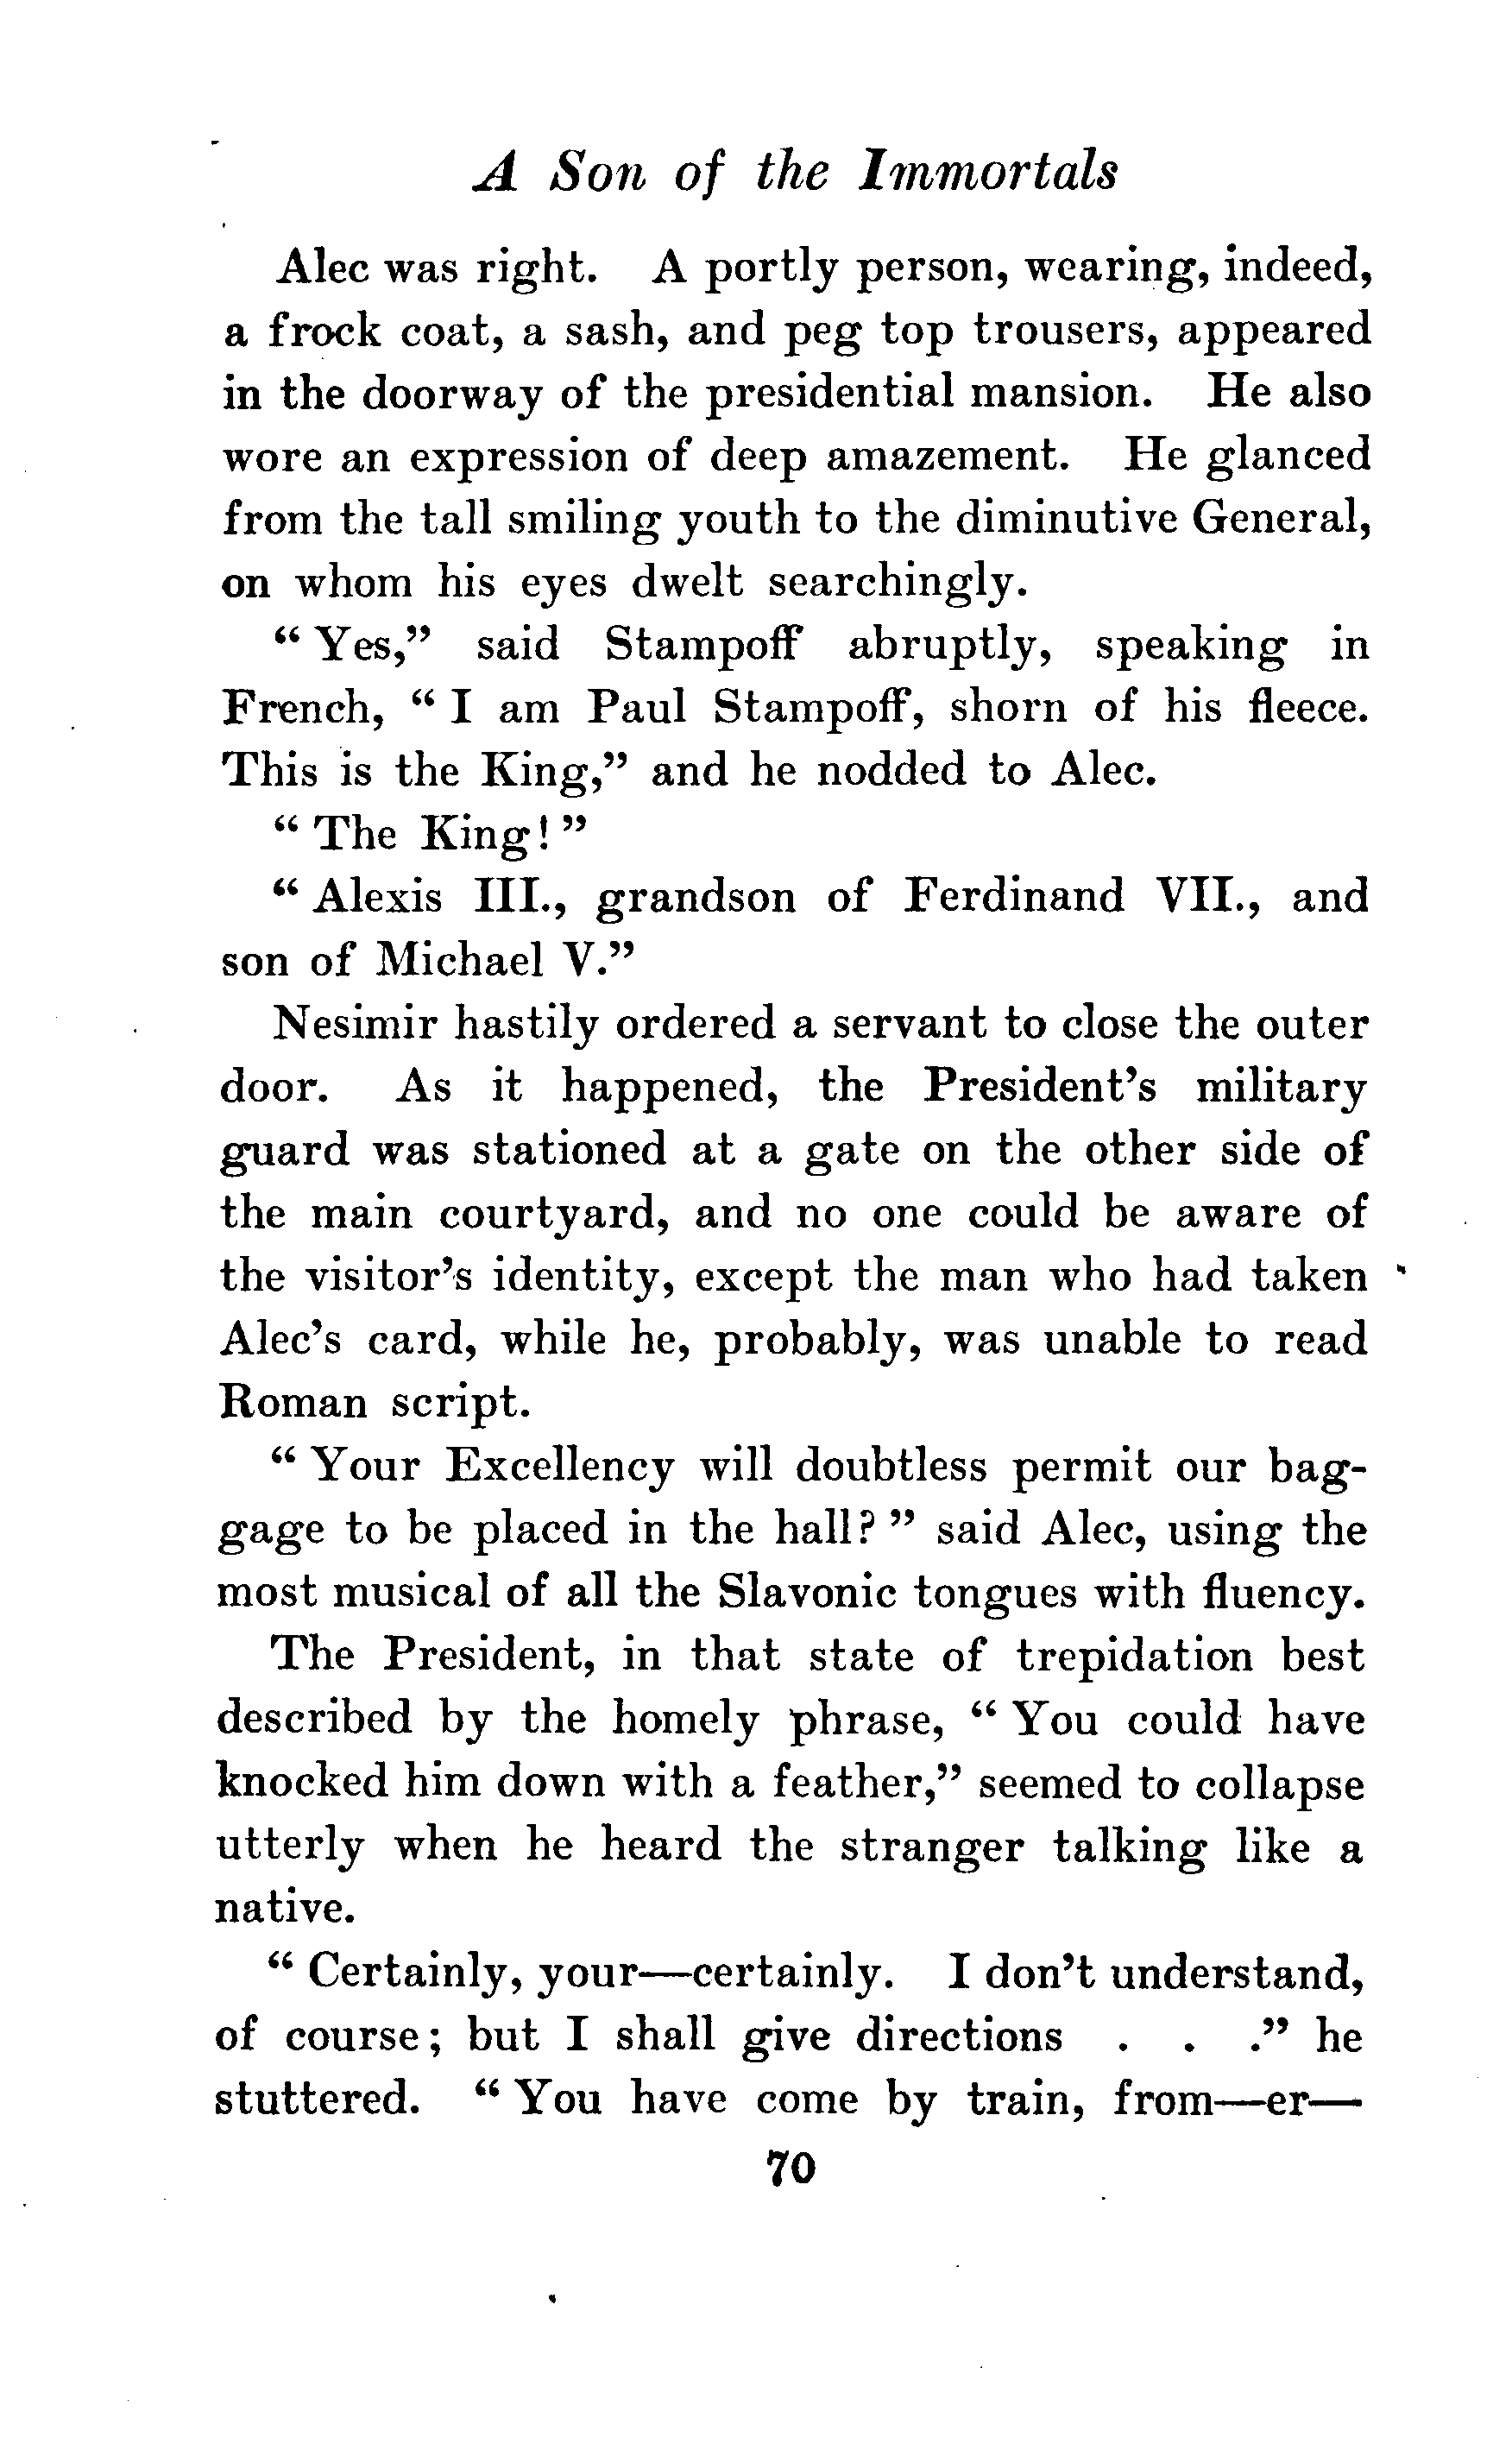 A Son of the Immortals
Alec was right. A portly person, wearing, indeed,
a frock coat, a sash, and peg top trousers, appeared
in the doorway of the presidential mansion. He also
wore an expression of deep amazement. He glanced
from the tall smiling youth to the diminutive General,
on whom his eyes dwelt searchingly.
“Yes,” said Stampoff abruptly, speaking in
French, “I am Paul Stampoff, shorn of his fleece.
This is the King,” and he nodded to Alec.
“The King!”
“Alexis III., grandson of Ferdinand VII., and
son of Michael V.”
Nesimir hastily ordered a servant to close the outer
door. As it happened, the President's military
guard was stationed at a gate on the other side of
the main courtyard, and no one could be aware of
the visitor's identity, except the man who had taken
Alec's card, while he, probably, was unable to read
Roman script.
“Your Excellency will doubtless permit our bag-
gage to be placed in the hall?” said Alec, using the
most musical of all the Slavonic tongues with fluency.
The President, in that state of trepidation best
described by the homely phrase, “You could have
knocked him down with a feather,” seemed to collapse
utterly when he heard the stranger talking like a
native.
“Certainly, your—certainly. I don't understand,
of course; but I shall give directions . . .” he
stuttered. “You have come by train, from—er—
70